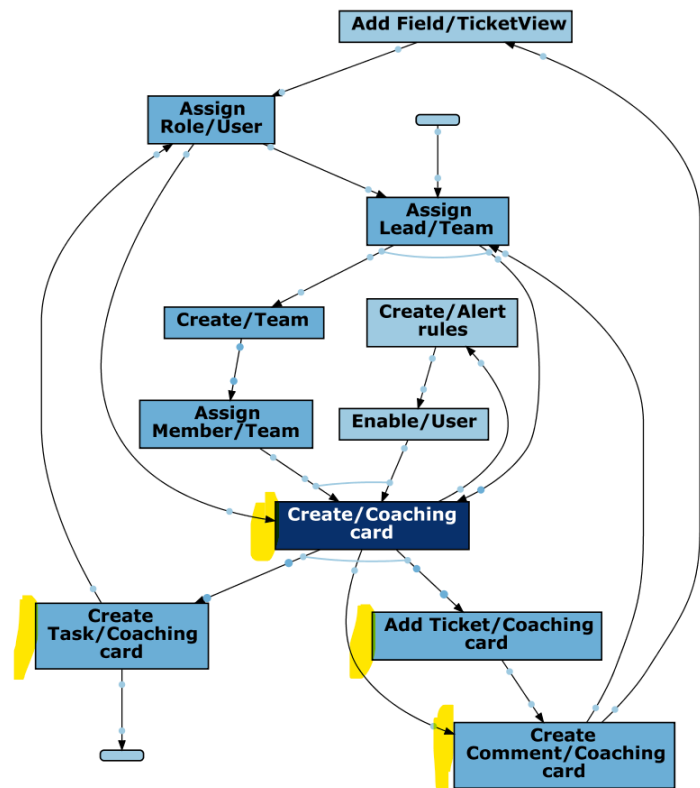 Add Field/TicketView
Assign
Role/User
Assign
Lead/Team
Create/Team
Create/Alert
rules
Assign
Member/Team
Enable/User
Create/Coaching
card
Create
Task/Coaching
card
Add Ticket/Coaching
card
Create
Comment/Coaching
card